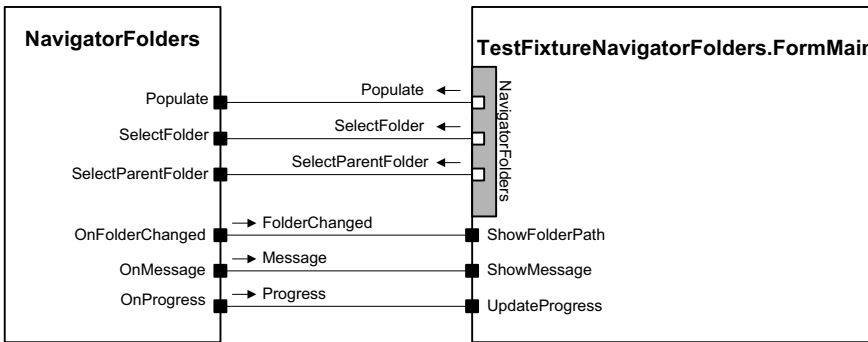 NavigatorFolders
TestFixtureNavigatorFolders.FormMain
Populate
Populate
SelectFolder
SelectFolder
SelectParentFolder
SelectParentFolder
NavigatorFolders
OnFolderChanged
FolderChanged
ShowFolderPath
OnMessage
Message
ShowMessage
OnProgress
Progress
UpdateProgress